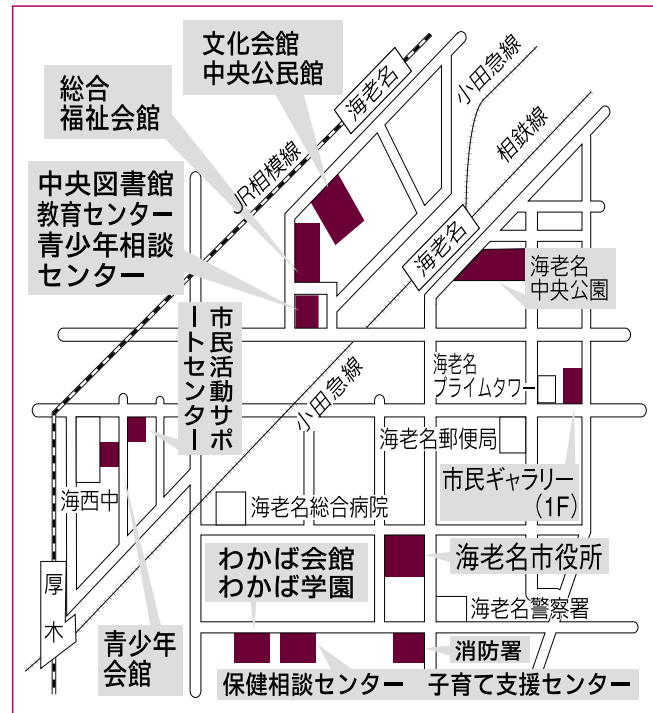 文化会館
中央公民館
総合
福祉会館
海老名
小田急線
相鉄線
JR相模線
中央図書館
教育センター
青少年相談
センター
海老名
海老名
中央公園
市民活動サポ
ートセンター
小田急線
海老名
プライムタワー
海老名郵便局
市民ギャラリー
(1F)
海西中
海老名総合病院
わかば会館
わかば学園
海老名市役所
厚木
海老名警察署
青少年
会館
消防署
保健相談センター
子育て支援センター